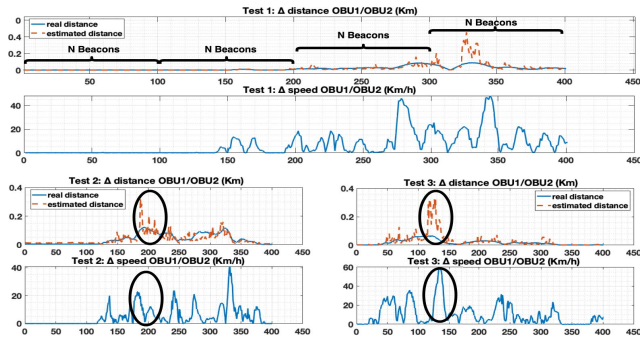 Test 1: Δ distance OBU1/OBU2 (Km)
0.6
0.4
0.2
0
real distance
estimated distance
N Beacons
N Beacons
N Beacons
N Beacons
0 50 100 150 200 250 300 350 400 450
Test 1: Δ speed OBU1/OBU2 (Km/h)
40
20
0
0 50 100 150 200 250 300 350 400 450
Test 2: Δ distance OBU1/OBU2 (Km)
0.4
0.2
0
real distance
estimated distance
0 50 100 150 200 250 300 350 400 450
Test 3: Δ distance OBU1/OBU2 (Km)
0.4
0.2
0
real distance
estimated distance
0 50 100 150 200 250 300 350 400 450
Test 2: Δ speed OBU1/OBU2 (Km/h)
40
20
0
0 50 100 150 200 250 300 350 400 450
Test 3: Δ speed OBU1/OBU2 (Km/h)
60
40
20
0
0 50 100 150 200 250 300 350 400 450